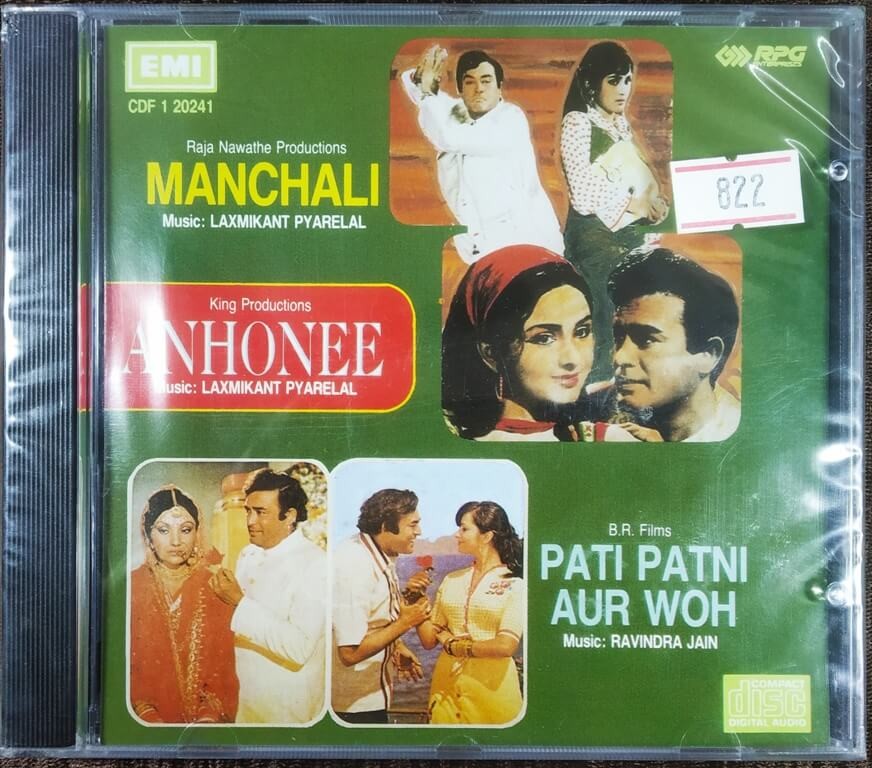 EMI
CDF 1 20241
RPG
ENTERPRISES
Raja Nawathe Productions
MANCHALI
Music: LAXMIKANT PYARELAL
822
King Productions
ANHONEE
Music: LAXMIKANT PYARELAL
B.R. Films
PATI PATNI
AUR WOH
Music: RAVINDRA JAIN
COMPACT
disc
DIGITAL AUDIO